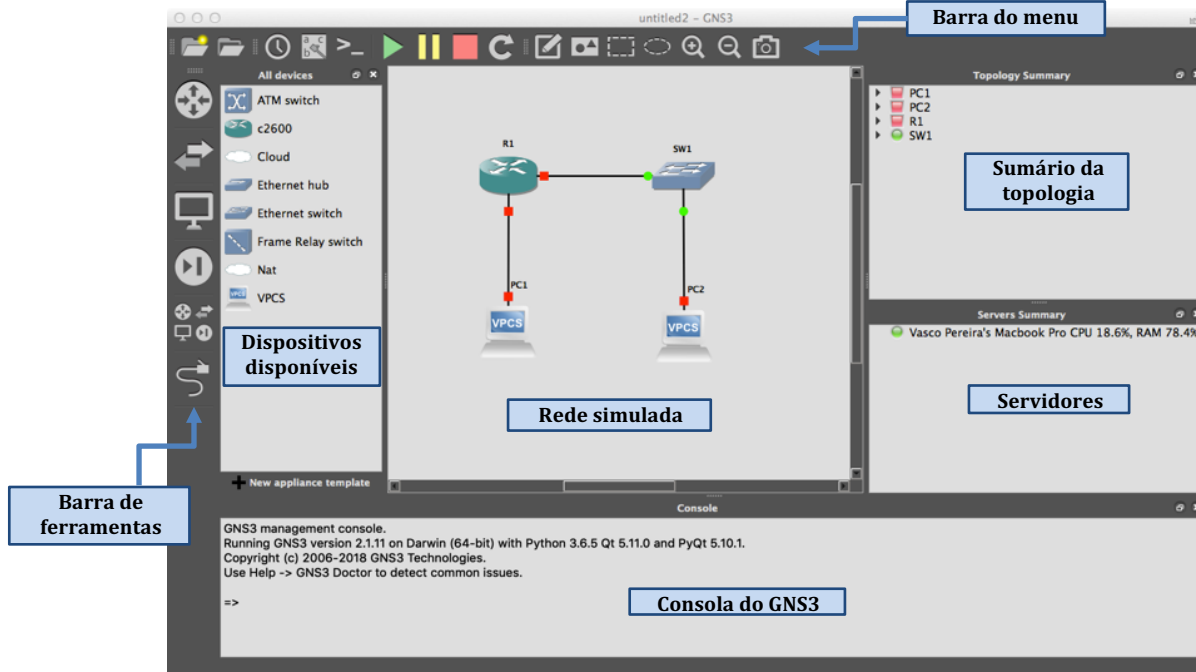 untitled2 – GNS3
Barra do menu
All devices
ATM switch
c2600
Cloud
Ethernet hub
Ethernet switch
Frame Relay switch
Nat
VPCS
Dispositivos
disponíveis
New appliance template
Barra de
ferramentas
R1
SW1
PC1
PC2
VPCS
VPCS
Rede simulada
Topology Summary
PC1
PC2
R1
SW1
Sumário da
topologia
Servers Summary
Vasco Pereira's Macbook Pro CPU 18.6%, RAM 78.4%
Servidores
Console
GNS3 management console.
Running GNS3 version 2.1.11 on Darwin (64-bit) with Python 3.6.5 Qt 5.11.0 and PyQt 5.10.1.
Copyright (c) 2006-2018 GNS3 Technologies.
Use Help -> GNS3 Doctor to detect common issues.
=>
Consola do GNS3